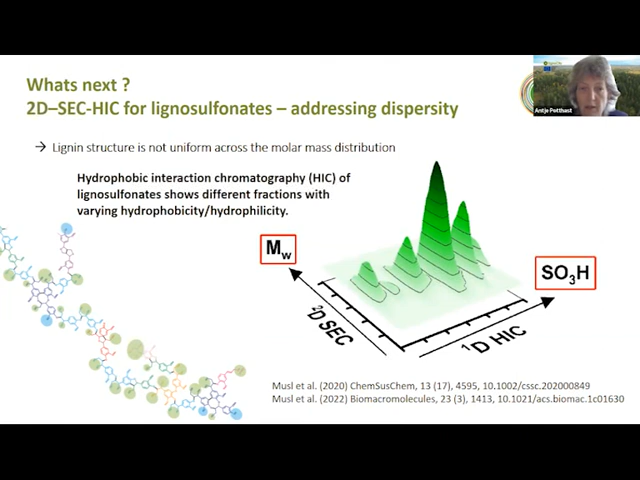 Whats next ?
2D–SEC-HIC for lignosulfonates – addressing dispersity
Antje Potthast
→ Lignin structure is not uniform across the molar mass distribution
Hydrophobic interaction chromatography (HIC) of
lignosulfonates shows different fractions with
varying hydrophobicity/hydrophilicity.
Mw
SO3H
2D SEC
1D HIC
Musl et al. (2020) ChemSusChem, 13 (17), 4595, 10.1002/cssc.202000849
Musl et al. (2022) Biomacromolecules, 23 (3), 1413, 10.1021/acs.biomac.1c01630